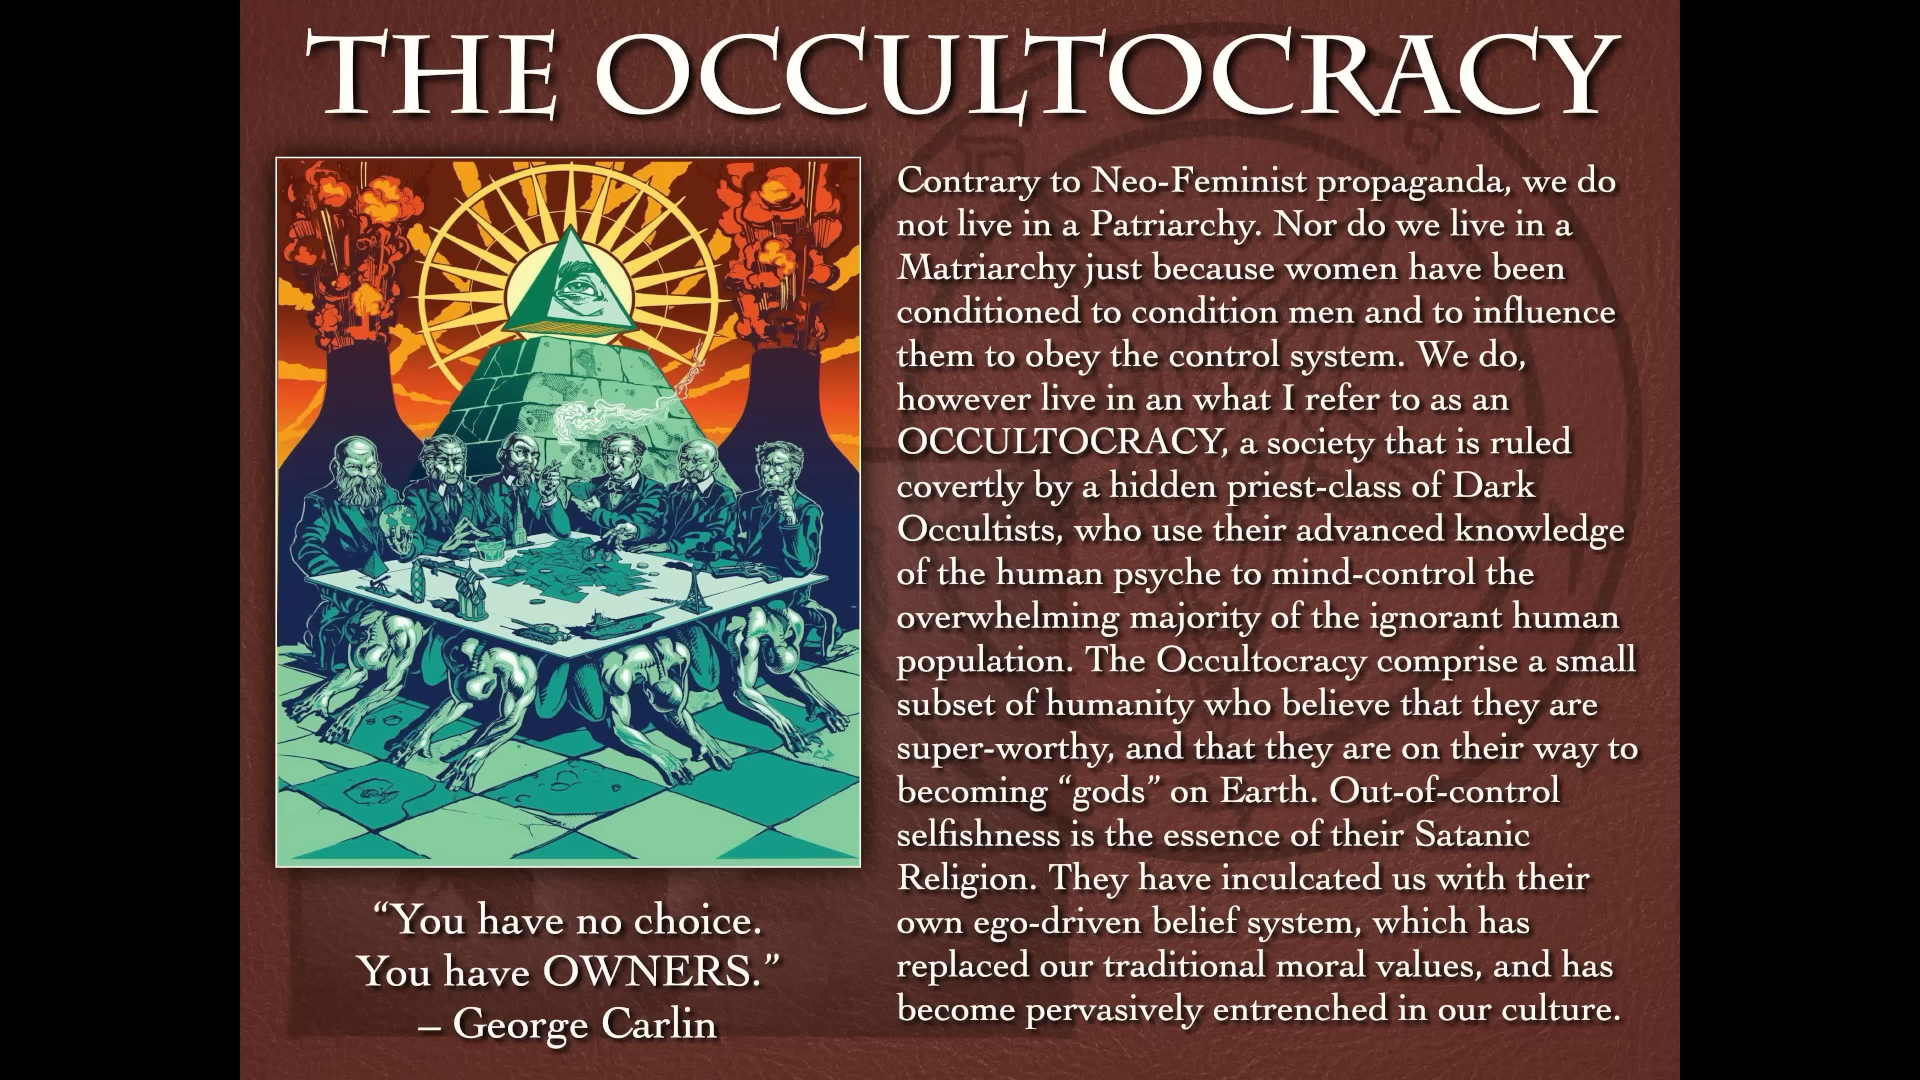 THE OCCULTOCRACY
Contrary to Neo-Feminist propaganda, we do
not live in a Patriarchy. Nor do we live in a
Matriarchy just because women have been
conditioned to condition men and to influence
them to obey the control system. We do,
however live in an what I refer to as an
OCCULTOCRACY, a society that is ruled
covertly by a hidden priest-class of Dark
Occultists, who use their advanced knowledge
of the human psyche to mind-control the
overwhelming majority of the ignorant human
population. The Occultocracy comprise a small
subset of humanity who believe that they are
super-worthy, and that they are on their way to
becoming “gods” on Earth. Out-of-control
selfishness is the essence of their Satanic
Religion. They have inculcated us with their
own ego-driven belief system, which has
replaced our traditional moral values, and has
become pervasively entrenched in our culture.
“You have no choice.
You have OWNERS.”
– George Carlin